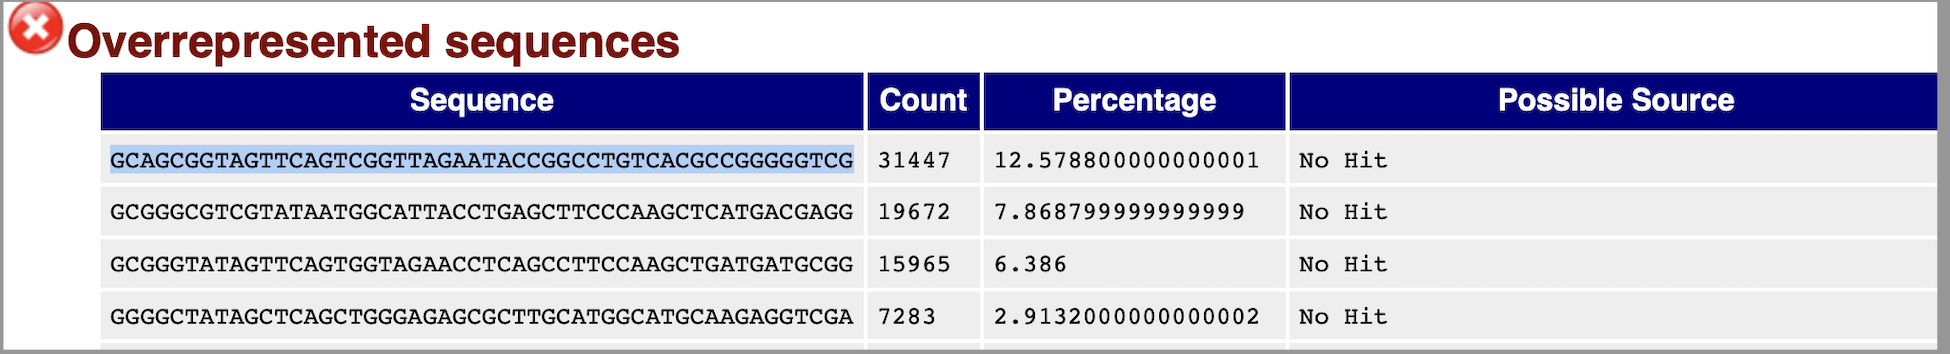 Overrepresented sequences
Sequence Count Percentage Possible Source
GCAGCGGTAGTTCAGTCGGTTAGAATACCGGCCTGTCACGCCGGGGGTCG 31447 12.578800000000001 No Hit
GCGGGCGTCGTATAATGGCATTACCTGAGCTTCCCAAGCTCATGACGAGG 19672 7.868799999999999 No Hit
GCGGGTATAGTTCAGTGGTAGAACCTCAGCCTTCCAAGCTGATGATGCGG 15965 6.386 No Hit
GGGGCTATAGCTCAGCTGGGAGAGCGCTTGCATGGCATGCAAGAGGTCGA 7283 2.9132000000000002 No Hit